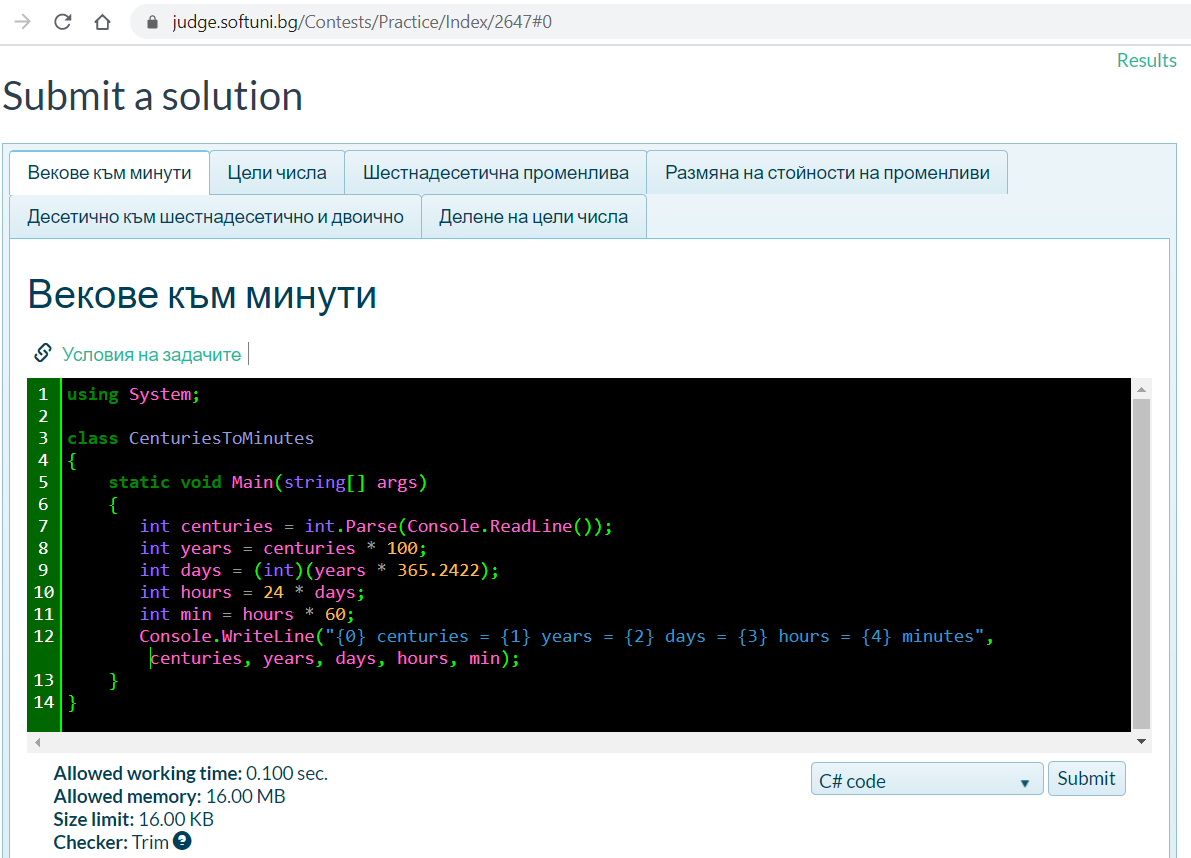 judge.softuni.bg/Contests/Practice/Index/2647#0
Results
Submit a solution
Векове към минути
Цели числа
Шестнадесетична променлива
Размяна на стойности на променливи
Десетично към шестнадесетично и двоично
Делене на цели числа
Векове към минути
Условия на задачите
1 using System;
2
3 class CenturiesToMinutes
4 {
5     static void Main(string[] args)
6     {
7        int centuries = int.Parse(Console.ReadLine());
8        int years = centuries * 100;
9        int days = (int)(years * 365.2422);
10        int hours = 24 * days;
11        int min = hours * 60;
12        Console.WriteLine("{0} centuries = {1} years = {2} days = {3} hours = {4} minutes",
centuries, years, days, hours, min);
13     }
14 }
Allowed working time: 0.100 sec.
Allowed memory: 16.00 MB
Size limit: 16.00 KB
Checker: Trim ?
C# code
Submit